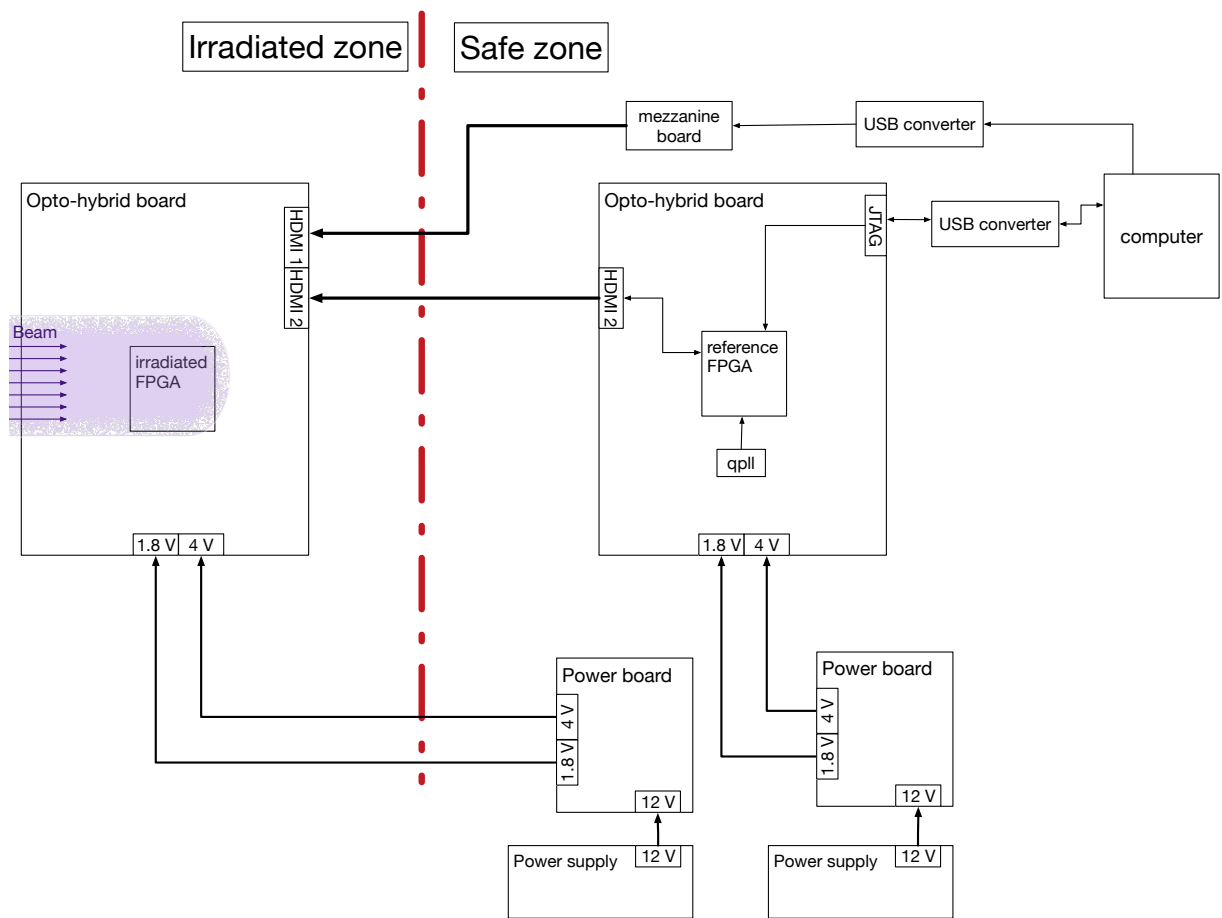 Irradiated zone
Safe zone
mezzanine
board
USB converter
Opto-hybrid board
HDMI 1
HDMI 2
Opto-hybrid board
JTAG
USB converter
computer
HDMI 2
Beam
irradiated
FPGA
reference
FPGA
qpll
1.8 V
4 V
1.8 V
4 V
Power board
4 V
1.8 V
12 V
Power board
4 V
1.8 V
12 V
Power supply
12 V
Power supply
12 V